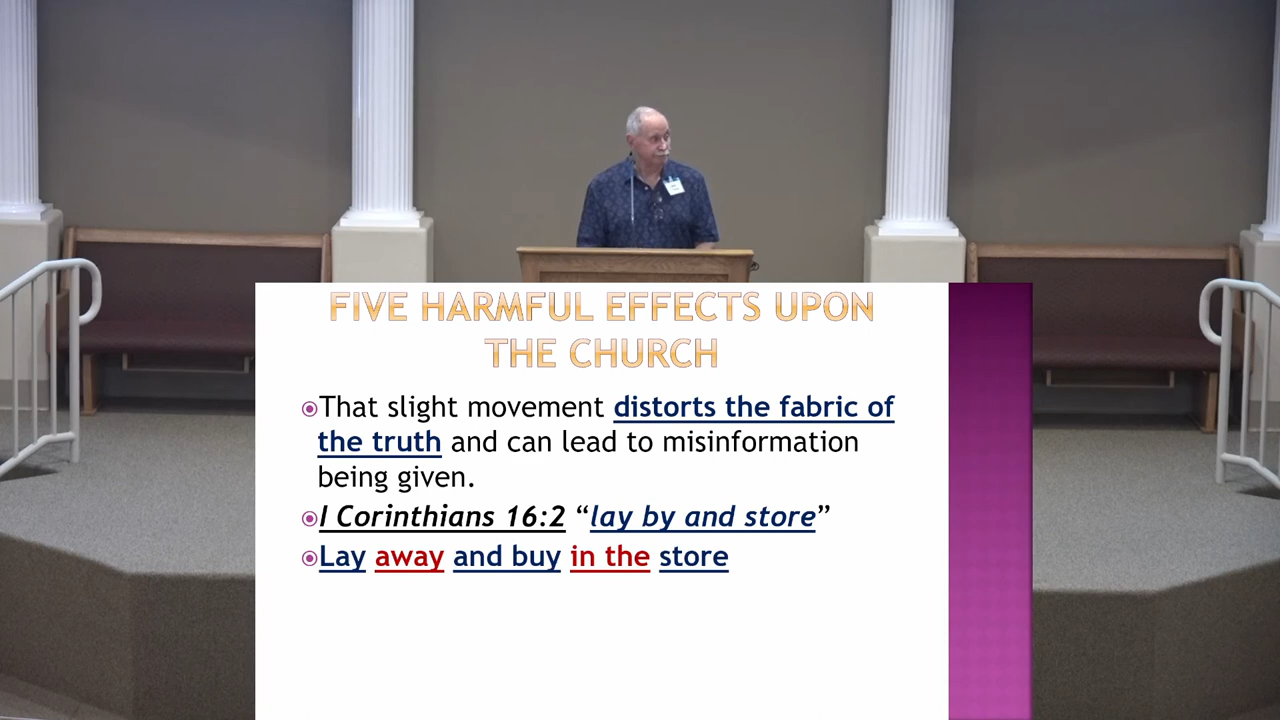 FIVE HARMFUL EFFECTS UPON
THE CHURCH
That slight movement distorts the fabric of
the truth and can lead to misinformation
being given.
I Corinthians 16:2 “lay by and store”
Lay away and buy in the store